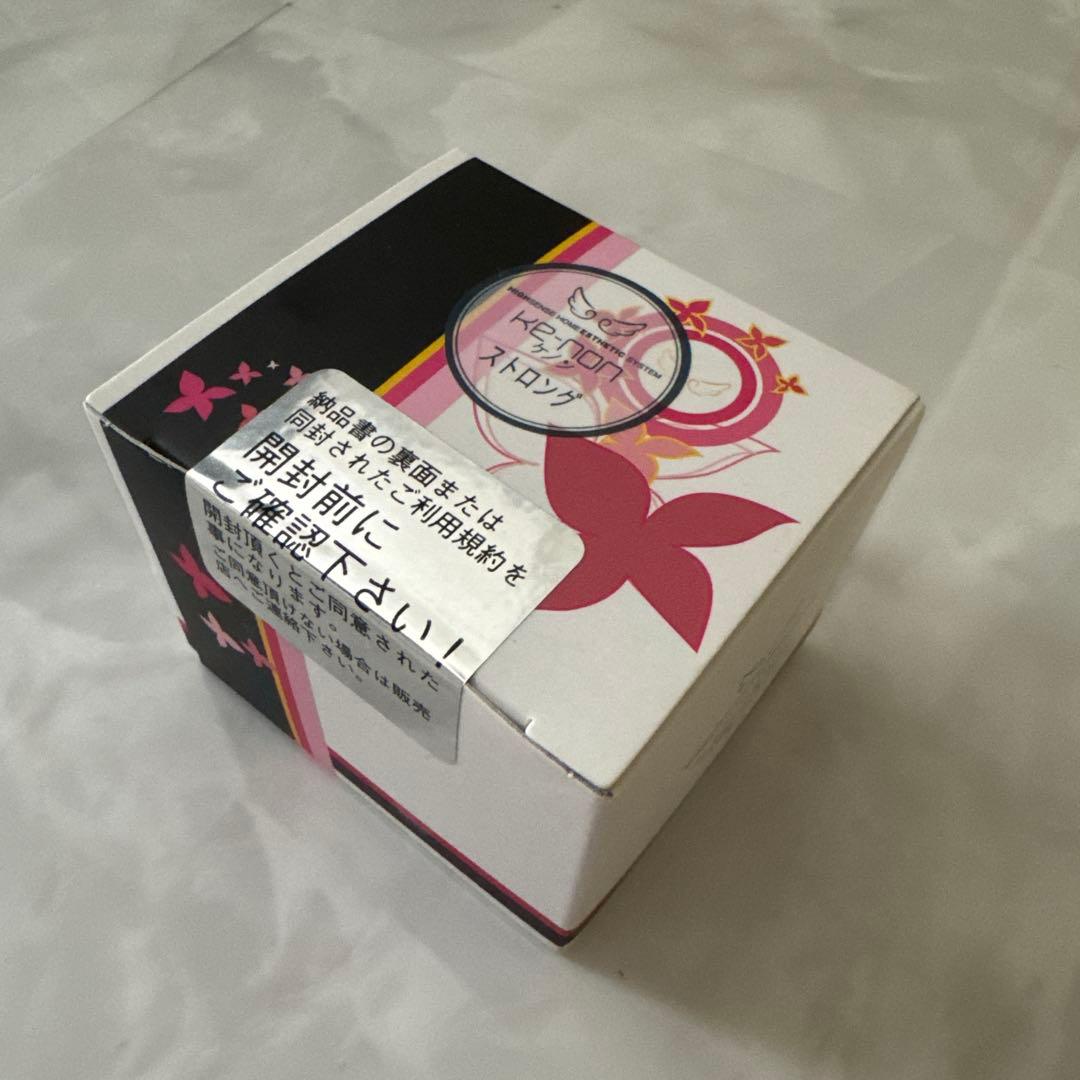 HIGHSENSE HOME ESTHETIC SYSTEM
ke-non
ケノン
ストロング
納品書の裏面または
同封されたご利用規約を
開封前に
ご確認下さい！
開封頂くとご同意された
事になります。
ご同意頂けない場合は販売
店へご連絡下さい。